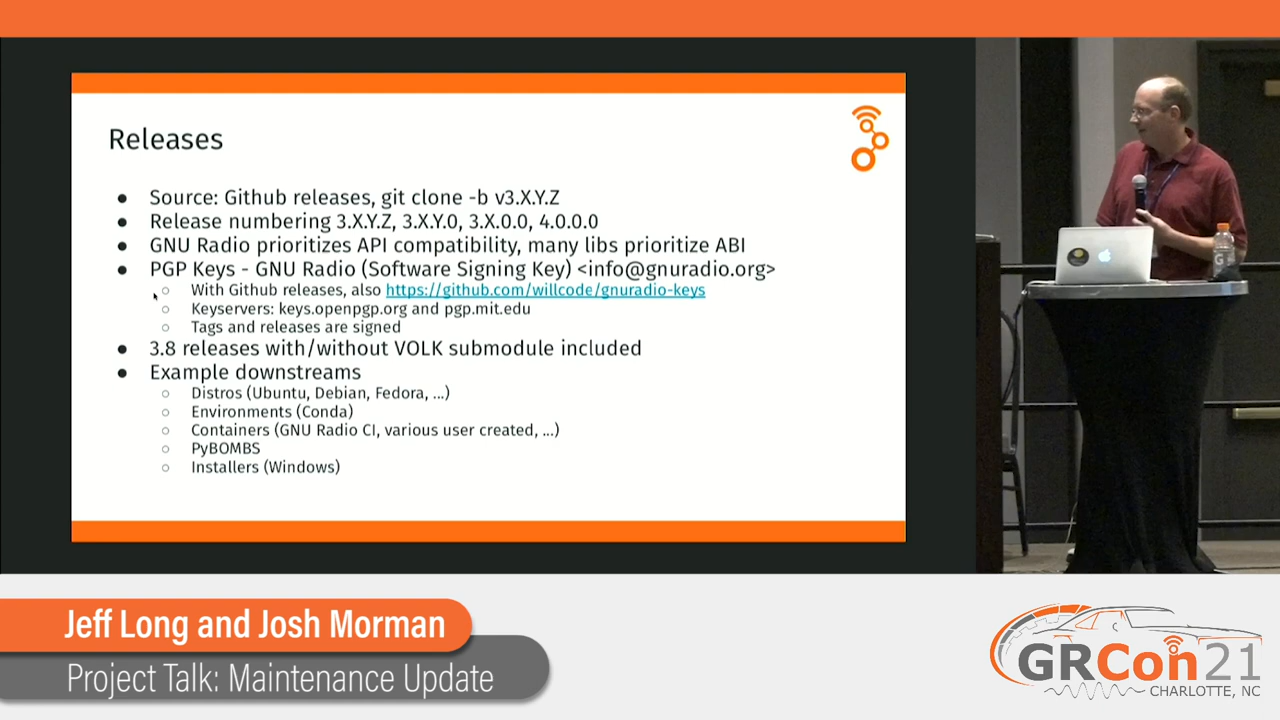 Releases
● Source: Github releases, git clone -b v3.X.Y.Z
● Release numbering 3.X.Y.Z, 3.X.Y.0, 3.X.0.0, 4.0.0.0
● GNU Radio prioritizes API compatibility, many libs prioritize ABI
● PGP Keys - GNU Radio (Software Signing Key) <info@gnuradio.org>
○ With Github releases, also https://github.com/willcode/gnuradio-keys
○ Keyservers: keys.openpgp.org and pgp.mit.edu
○ Tags and releases are signed
● 3.8 releases with/without VOLK submodule included
● Example downstreams
○ Distros (Ubuntu, Debian, Fedora, ...)
○ Environments (Conda)
○ Containers (GNU Radio CI, various user created, ...)
○ PyBOMBS
○ Installers (Windows)
Jeff Long and Josh Morman
Project Talk: Maintenance Update
GRCon21
CHARLOTTE, NC